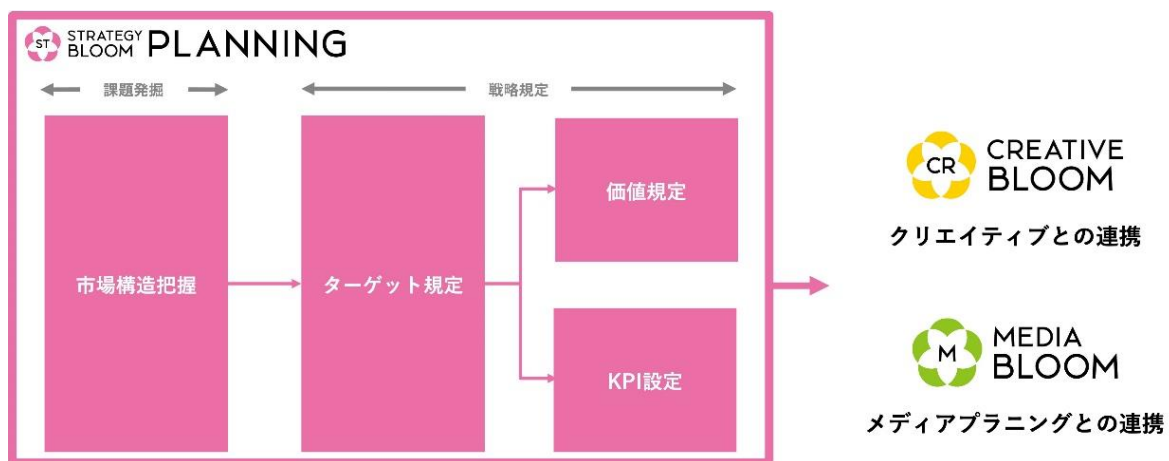 ST
STRATEGY
BLOOM PLANNING
課題発掘
戦略規定
市場構造把握
ターゲット規定
価値規定
KPI設定
CR
CREATIVE
BLOOM
クリエイティブとの連携
M
MEDIA
BLOOM
メディアプラニングとの連携